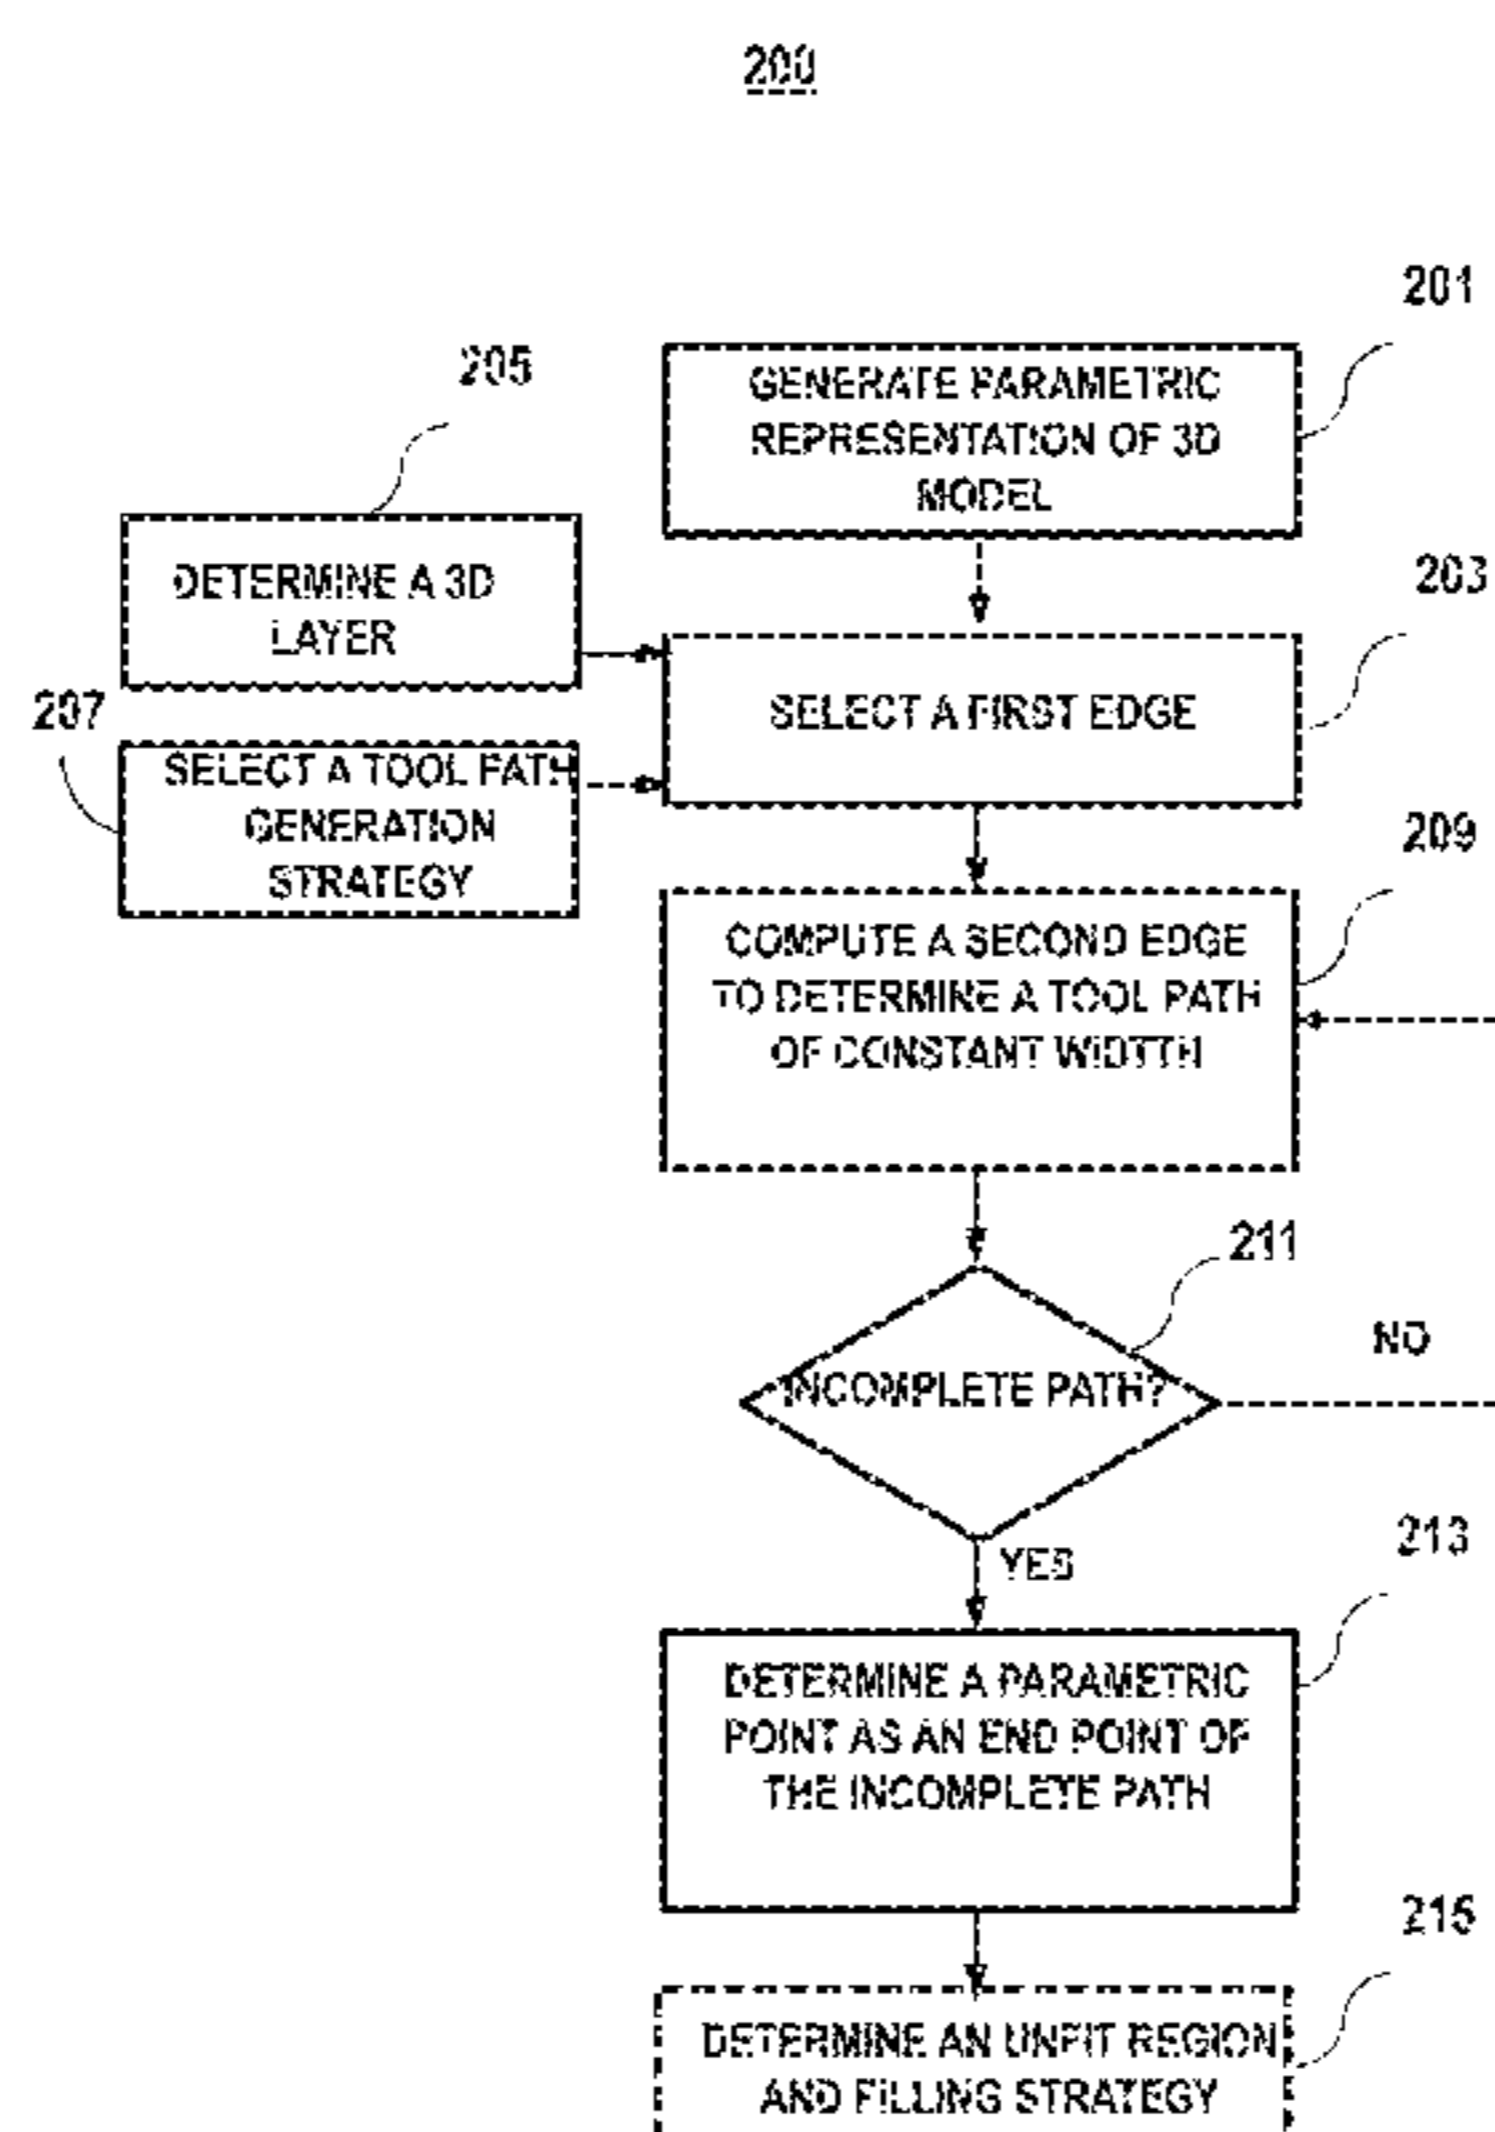 200
201
GENERATE PARAMETRIC
REPRESENTATION OF 3D
MODEL
205
DETERMINE A 3D
LAYER
203
SELECT A FIRST EDGE
207
SELECT A TOOL PATH
GENERATION
STRATEGY
209
COMPUTE A SECOND EDGE
TO DETERMINE A TOOL PATH
OF CONSTANT WIDTTH
211
INCOMPLETE PATH?
NO
YES
213
DETERMINE A PARAMETRIC
POINT AS AN END POINT OF
THE INCOMPLETE PATH
215
DETERMINE AN UNFIT REGION
AND FILLING STRATEGY